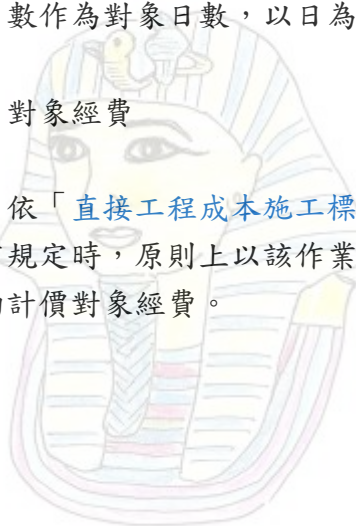 數作為對象日數，以日為
對象經費
依「直接工程成本施工標
規定時，原則上以該作業
計價對象經費。